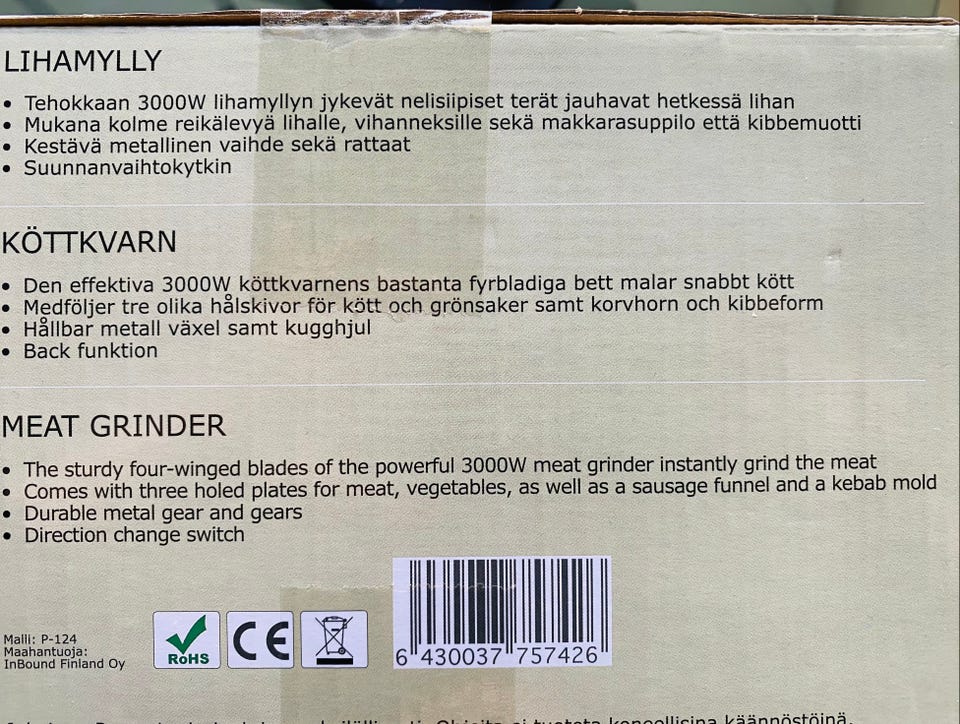 LIHAMYLLY
• Tehokkaan 3000W lihamyllyn jykevät nelisiipiset terät jauhavat hetkessä lihan
• Mukana kolme reikälevyä lihalle, vihanneksille sekä makkarasuppilo että kibbemuotti
• Kestävä metallinen vaihde sekä rattaat
• Suunnanvaihtokytkin
KÖTTKVARN
• Den effektiva 3000W köttkvarnens bastanta fyrbladiga bett malar snabbt kött
• Medföljer tre olika hålskivor för kött och grönsaker samt korvhorn och kibbeform
• Hållbar metall växel samt kugghjul
• Back funktion
MEAT GRINDER
• The sturdy four-winged blades of the powerful 3000W meat grinder instantly grind the meat
• Comes with three holed plates for meat, vegetables, as well as a sausage funnel and a kebab mold
• Durable metal gear and gears
• Direction change switch
Malli: P-124
Maahantuoja:
InBound Finland Oy
RoHS
CE
6 430037 757426
Ohjeita ei tuoteta koneellisina käännöstöinä.